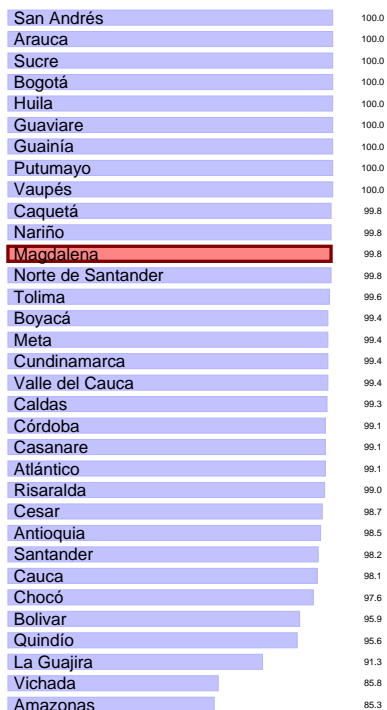 San Andrés 100.0
Arauca 100.0
Sucre 100.0
Bogotá 100.0
Huila 100.0
Guaviare 100.0
Guainía 100.0
Putumayo 100.0
Vaupés 100.0
Caquetá 99.8
Nariño 99.8
Magdalena 99.8
Norte de Santander 99.8
Tolima 99.6
Boyacá 99.4
Meta 99.4
Cundinamarca 99.4
Valle del Cauca 99.4
Caldas 99.3
Córdoba 99.1
Casanare 99.1
Atlántico 99.1
Risaralda 99.0
Cesar 98.7
Antioquia 98.5
Santander 98.2
Cauca 98.1
Chocó 97.6
Bolivar 95.9
Quindío 95.6
La Guajira 91.3
Vichada 85.8
Amazonas 85.3